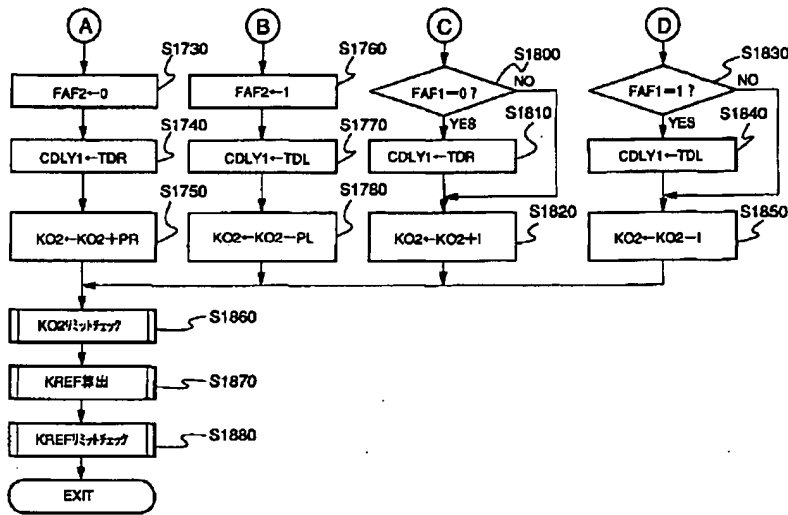 A
B
C
D
S1730
S1760
S1800
S1830
FAF2←0
FAF2←1
FAF1=0?
NO
FAF1=1?
NO
S1740
S1770
YES
S1810
YES
S1840
CDLY1←TDR
CDLY1←TDL
CDLY1←TDR
CDLY1←TDL
S1750
S1780
S1820
S1850
KO2←KO2+PR
KO2←KO2−PL
KO2←KO2+I
KO2←KO2−I
KO2リミットチェック
S1860
KREF算出
S1870
KREFリミットチェック
S1880
EXIT